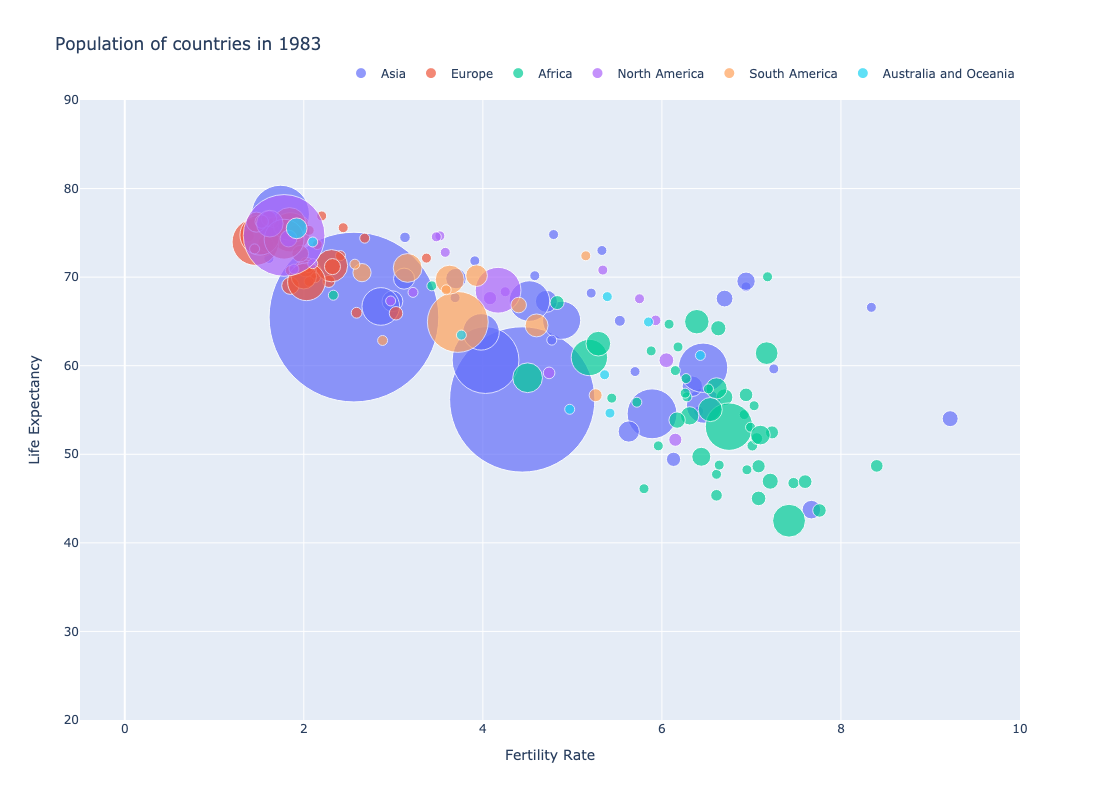 Population of countries in 1983
Asia Europe Africa North America South America Australia and Oceania
90
80
70
60
50
40
30
20
Life Expectancy
0 2 4 6 8 10
Fertility Rate